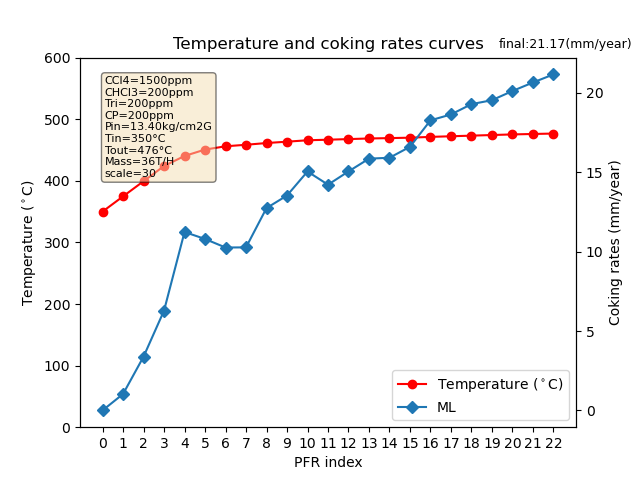 Temperature and coking rates curves
final:21.17(mm/year)
CCl4=1500ppm
CHCl3=200ppm
Tri=200ppm
CP=200ppm
Pin=13.40kg/cm2G
Tin=350°C
Tout=476°C
Mass=36T/H
scale=30
600
500
400
300
200
100
0
Temperature (°C)
20
15
10
5
0
Coking rates (mm/year)
Temperature (°C)
ML
0 1 2 3 4 5 6 7 8 9 10 11 12 13 14 15 16 17 18 19 20 21 22
PFR index